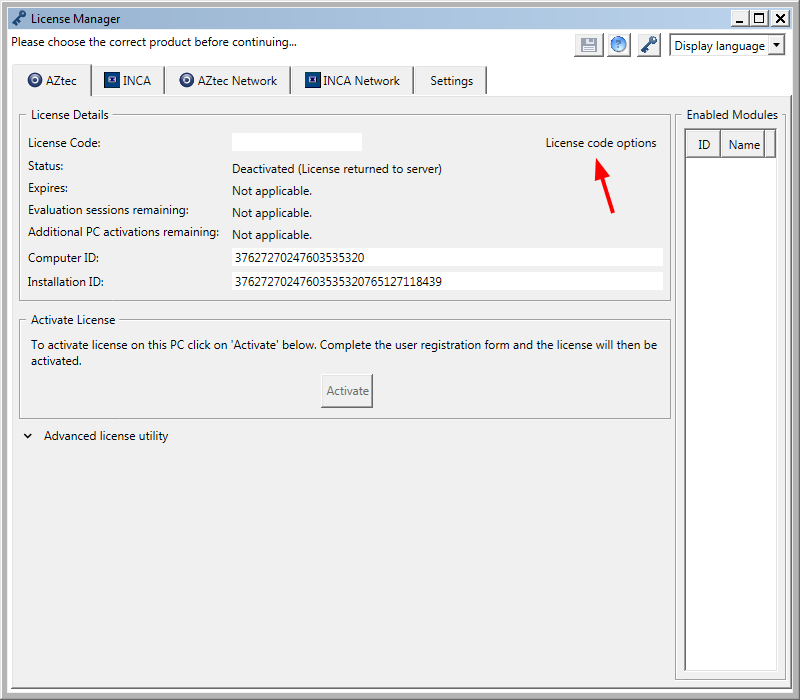 License Manager
Please choose the correct product before continuing...
Display language
AZtec
INCA
AZtec Network
INCA Network
Settings
License Details
License Code:
License code options
Status:
Deactivated (License returned to server)
Expires:
Not applicable.
Evaluation sessions remaining:
Not applicable.
Additional PC activations remaining:
Not applicable.
Computer ID:
37627270247603535320
Installation ID:
37627270247603535320765127118439
Activate License
To activate license on this PC click on 'Activate' below. Complete the user registration form and the license will then be
activated.
Activate
Advanced license utility
Enabled Modules
ID
Name